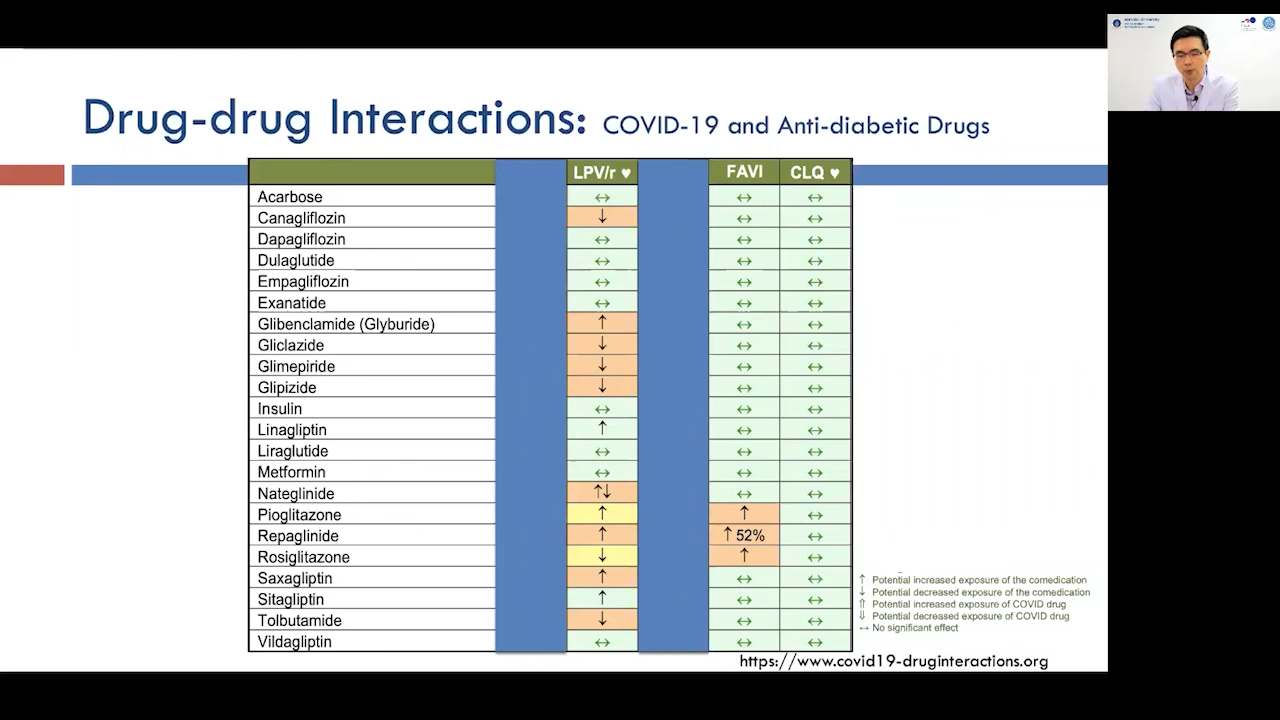 Drug-drug Interactions: COVID-19 and Anti-diabetic Drugs
LPV/r ♥ FAVI CLQ ♥
Acarbose ↔ ↔ ↔
Canagliflozin ↓ ↔ ↔
Dapagliflozin ↔ ↔ ↔
Dulaglutide ↔ ↔ ↔
Empagliflozin ↔ ↔ ↔
Exanatide ↔ ↔ ↔
Glibenclamide (Glyburide) ↑ ↔ ↔
Gliclazide ↓ ↔ ↔
Glimepiride ↓ ↔ ↔
Glipizide ↓ ↔ ↔
Insulin ↔ ↔ ↔
Linagliptin ↑ ↔ ↔
Liraglutide ↔ ↔ ↔
Metformin ↔ ↔ ↔
Nateglinide ↑↓ ↔ ↔
Pioglitazone ↑ ↑ ↔
Repaglinide ↑ ↑ 52% ↔
Rosiglitazone ↓ ↑ ↔
Saxagliptin ↑ ↔ ↔
Sitagliptin ↑ ↔ ↔
Tolbutamide ↓ ↔ ↔
Vildagliptin ↔ ↔ ↔
↑ Potential increased exposure of the comedication
↓ Potential decreased exposure of the comedication
⇑ Potential increased exposure of COVID drug
⇓ Potential decreased exposure of COVID drug
↔ No significant effect
https://www.covid19-druginteractions.org